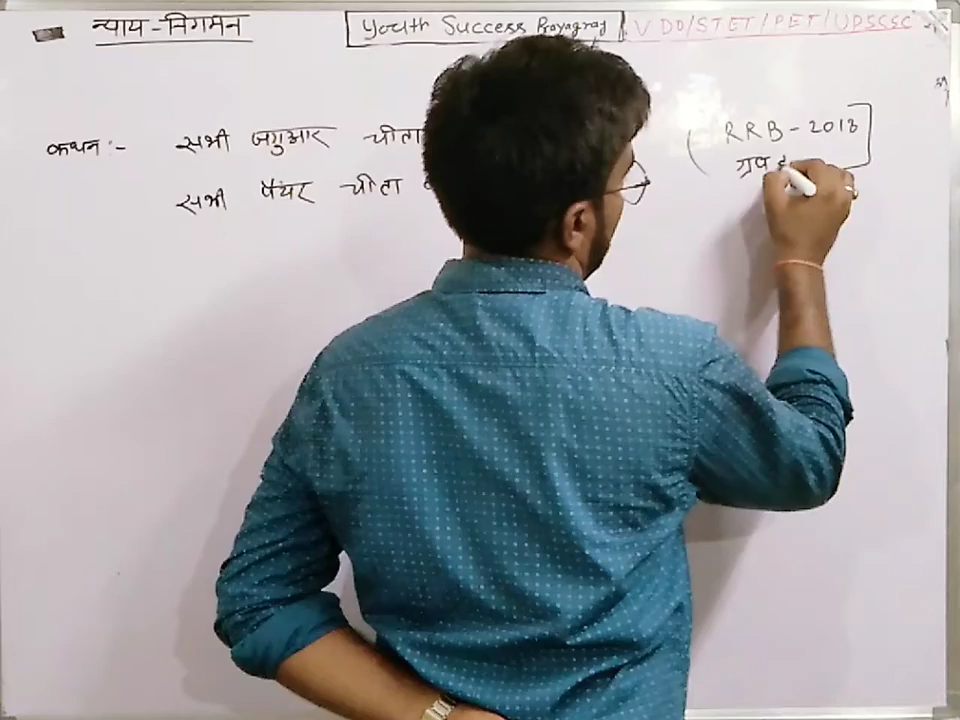 न्याय-निगमन
Youth Success Prayagraj
VDO/STET/PET/UPSSSC
कथन:- सभी जगुआर चीता
सभी पैंथर चीता
(RRB-2018
ग्रुप